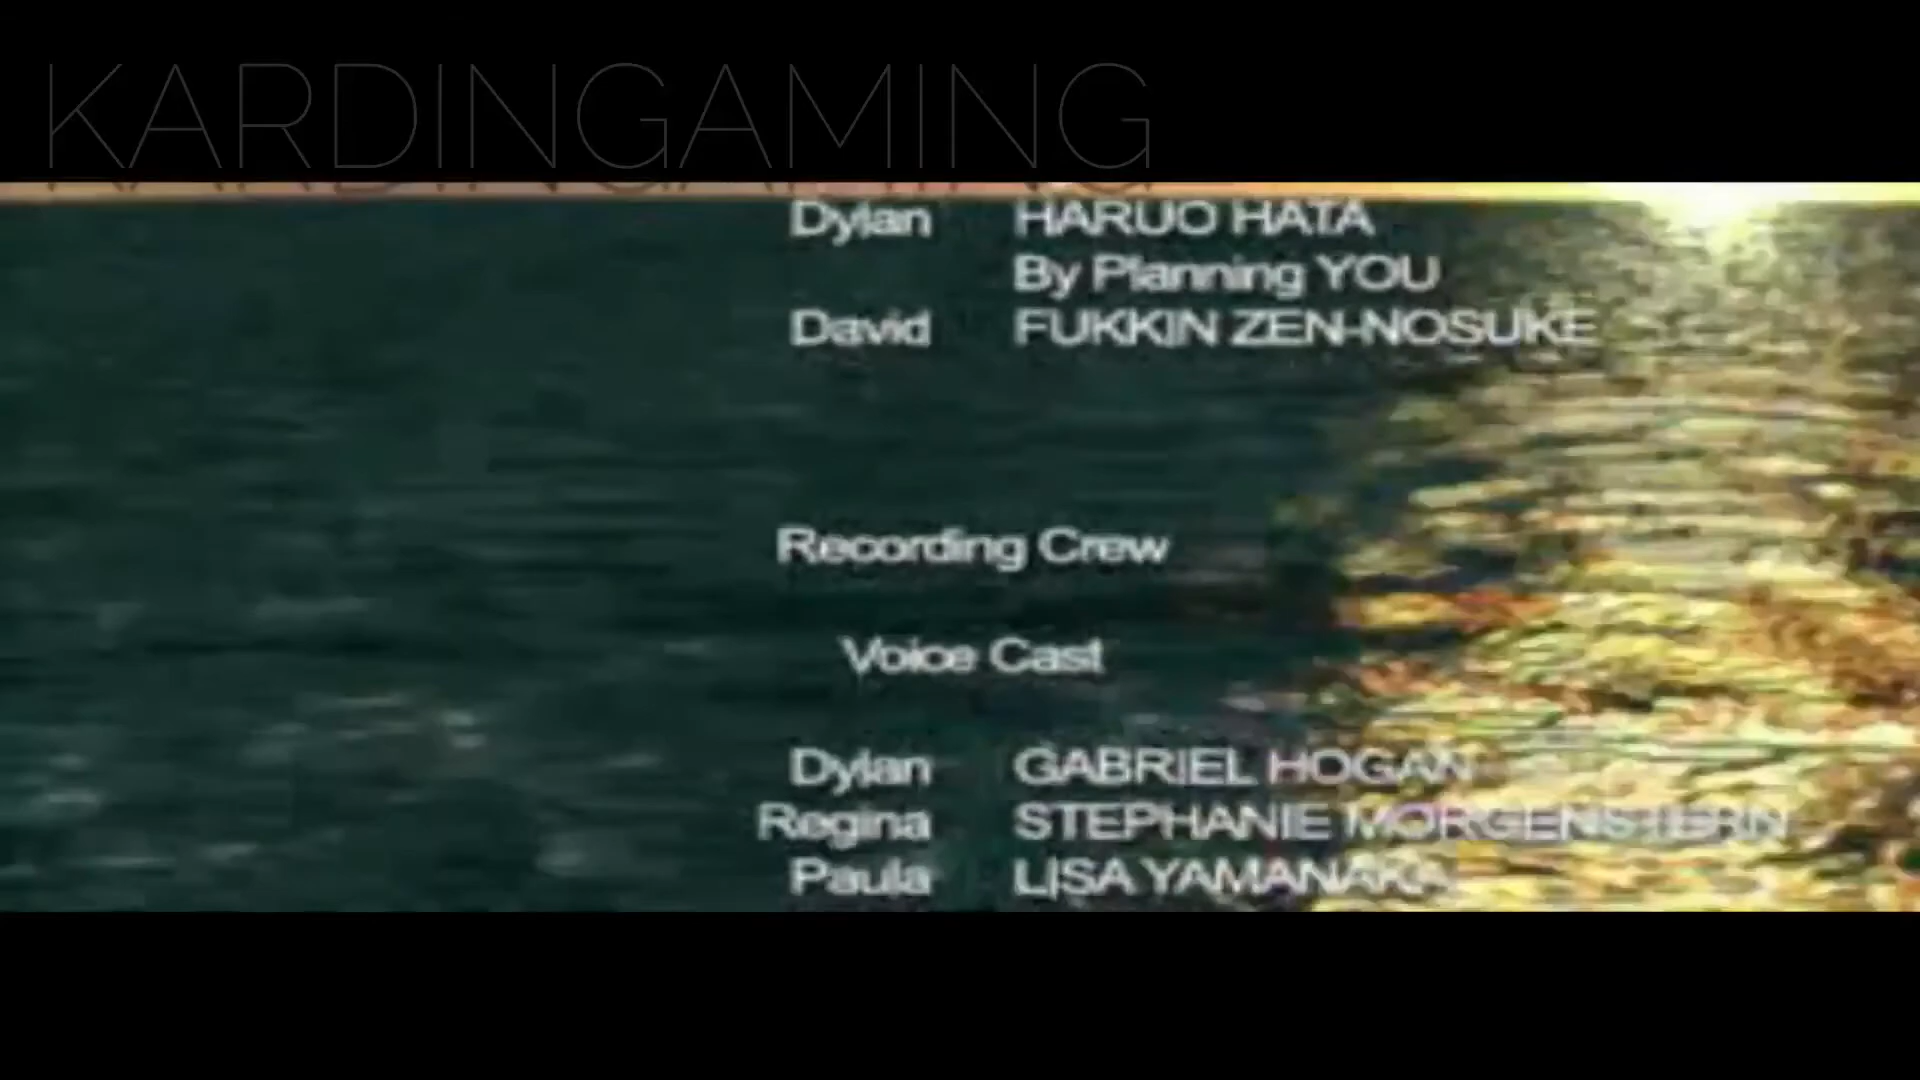 KARDINGAMING
Dylan HARUO HATA
By Planning YOU
David FUKKIN ZEN-NOSUKE
Recording Crew
Voice Cast
Dylan GABRIEL HOGAN
Regina STEPHANIE MORGENSTERN
Paula LISA YAMANAKA